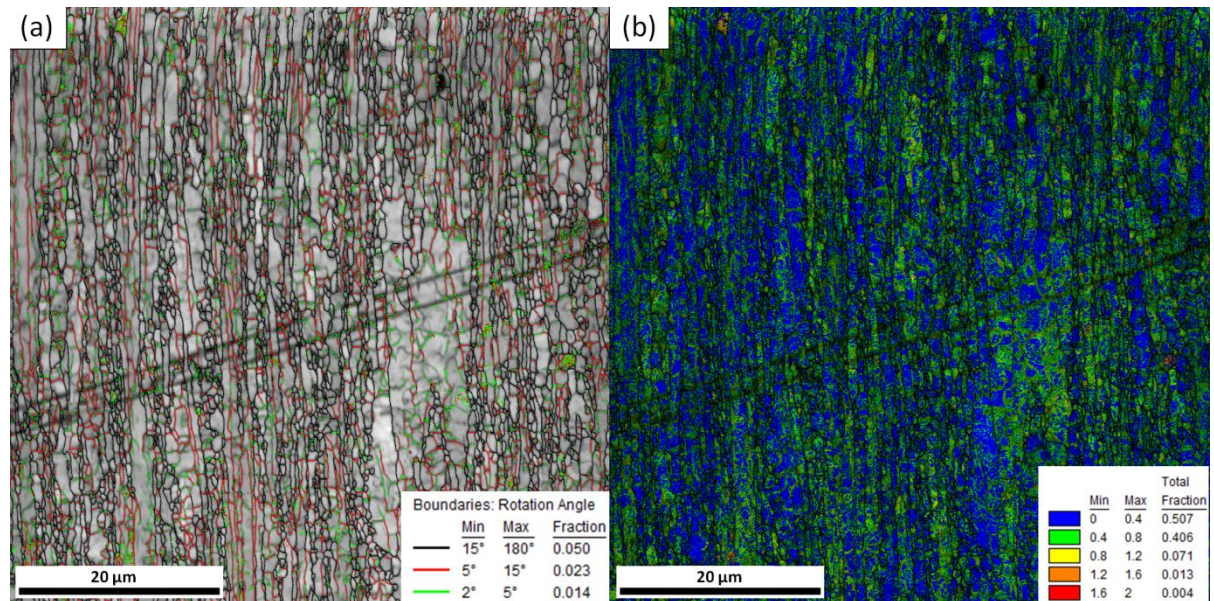 (a)
Boundaries: Rotation Angle
Min Max Fraction
15° 180° 0.050
5° 15° 0.023
2° 5° 0.014
20 µm
(b)
Total
Min Max Fraction
0 0.4 0.507
0.4 0.8 0.406
0.8 1.2 0.071
1.2 1.6 0.013
1.6 2 0.004
20 µm